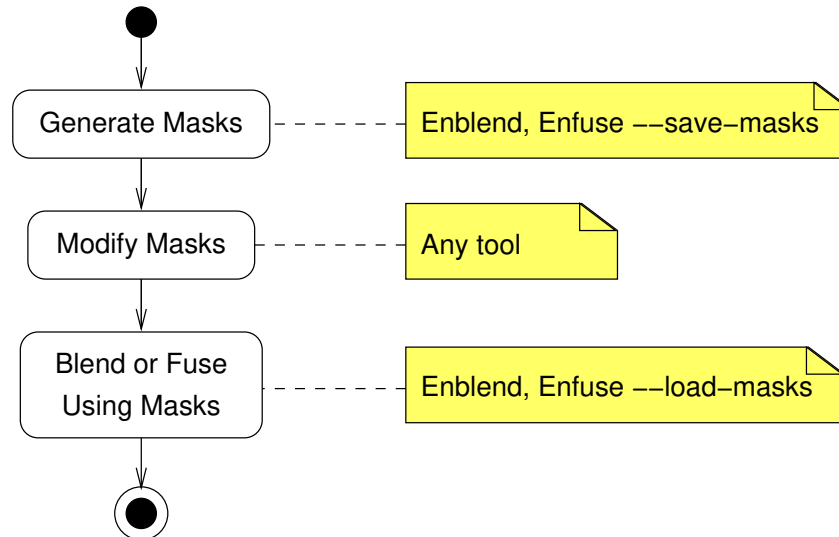 Generate Masks
Enblend, Enfuse −−save−masks
Modify Masks
Any tool
Blend or Fuse
Using Masks
Enblend, Enfuse −−load−masks